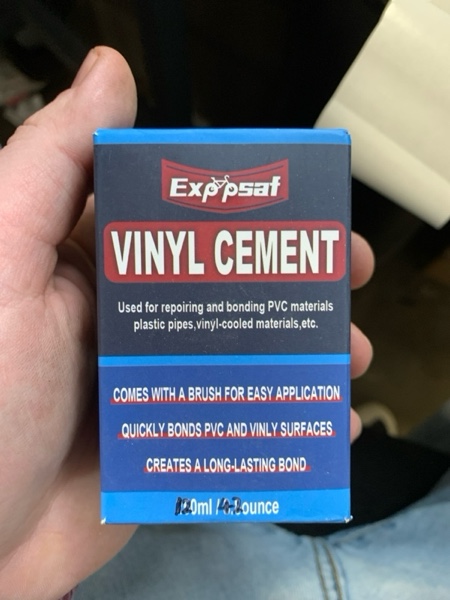 Exppsaf
VINYL CEMENT
Used for repoiring and bonding PVC materials
plastic pipes,vinyl-cooled materials,etc.
COMES WITH A BRUSH FOR EASY APPLICATION
QUICKLY BONDS PVC AND VINLY SURFACES
CREATES A LONG-LASTING BOND
ounce